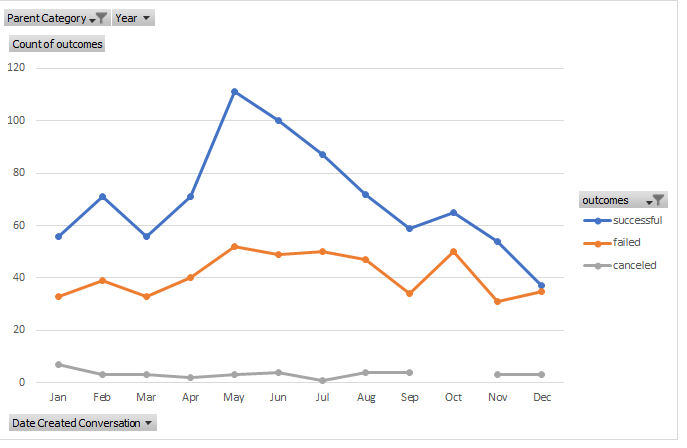 Parent Category Year
Count of outcomes
120
100
80
60
40
20
0
Jan Feb Mar Apr May Jun Jul Aug Sep Oct Nov Dec
outcomes
successful
failed
canceled
Date Created Conversation